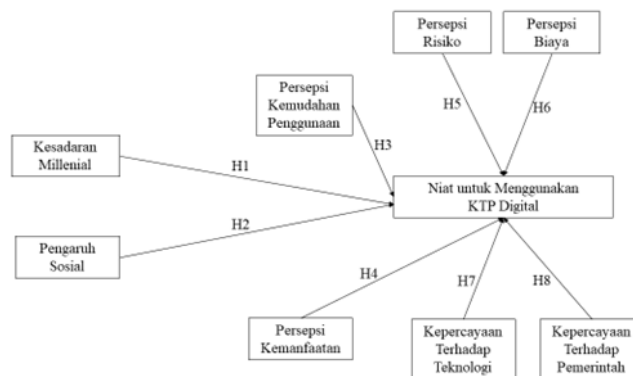 Persepsi
Risiko
Persepsi
Biaya
Persepsi
Kemudahan
Penggunaan
H5
H6
H3
Kesadaran
Millenial
H1
Niat untuk Menggunakan
KTP Digital
H2
Pengaruh
Sosial
H4
H7
H8
Persepsi
Kemanfaatan
Kepercayaan
Terhadap
Teknologi
Kepercayaan
Terhadap
Pemerintah